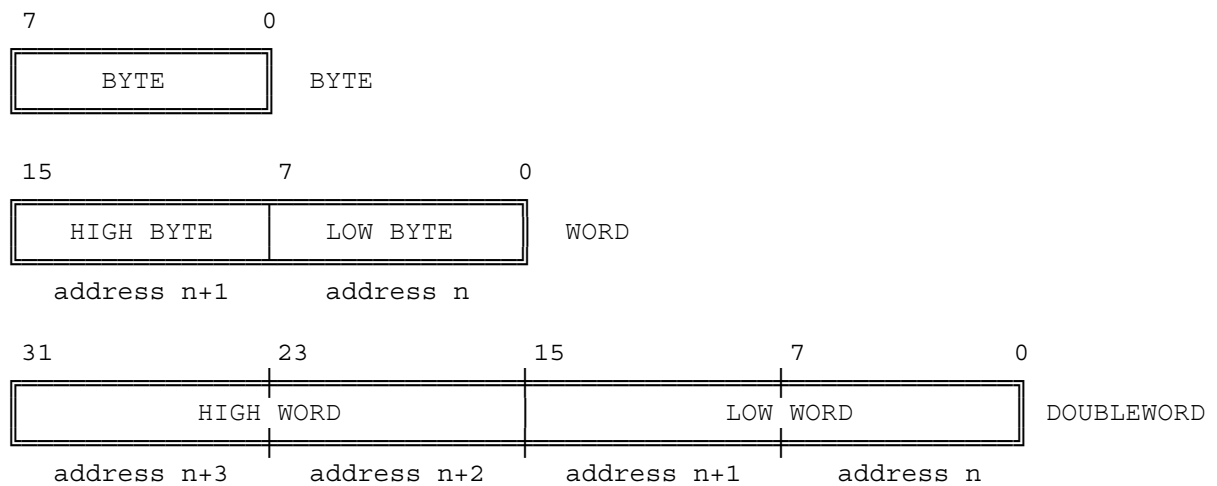 7 0
BYTE BYTE
15 7 0
HIGH BYTE LOW BYTE WORD
address n+1 address n
31 23 15 7 0
HIGH WORD LOW WORD DOUBLEWORD
address n+3 address n+2 address n+1 address n